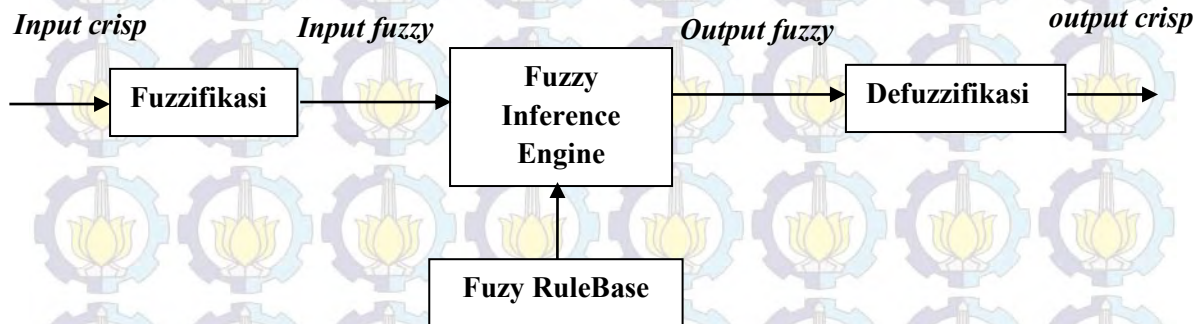 Input crisp
Input fuzzy
Output fuzzy
output crisp
Fuzzifikasi
Fuzzy
Inference
Engine
Defuzzifikasi
Fuzy RuleBase